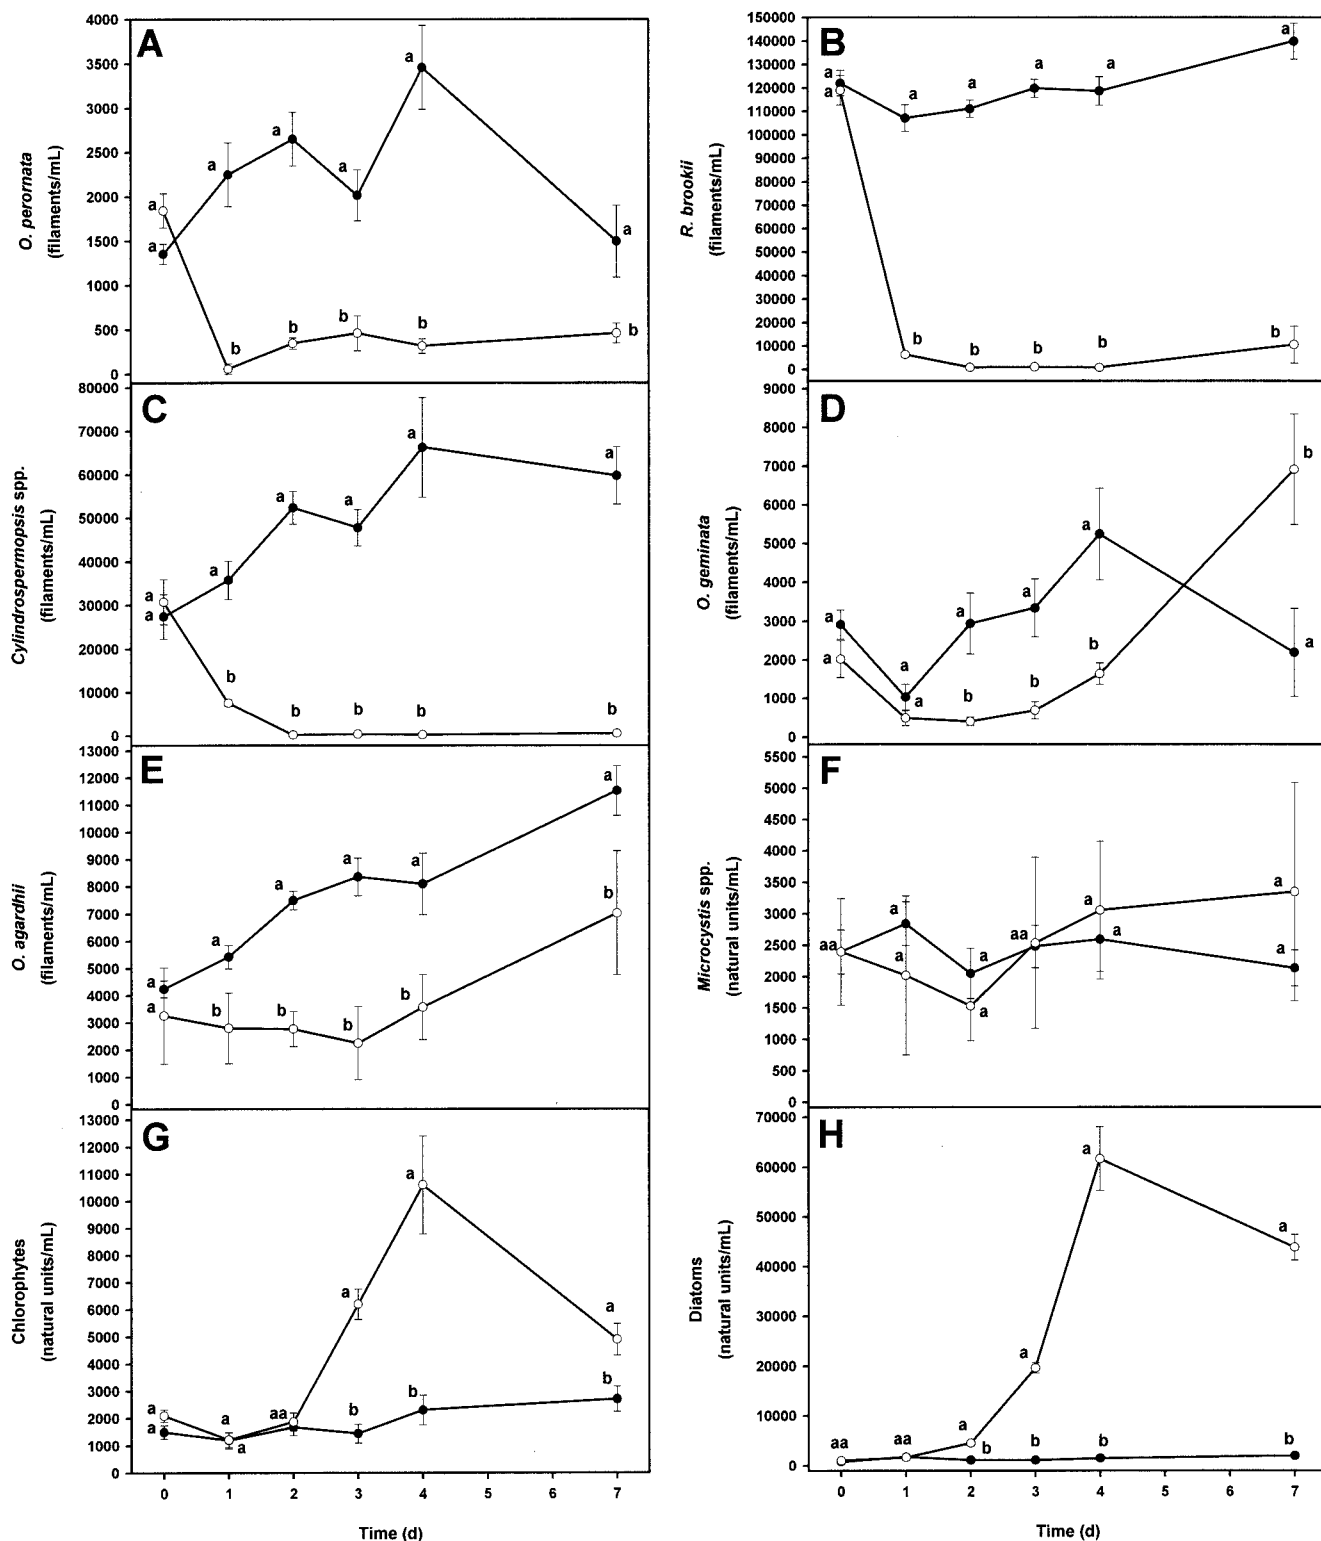 A
4000
3500
3000
2500
2000
1500
1000
500
0
O. perornata
(filaments/mL)
a
a
a
a
a
a
a
b
b
b
b
b
B
150000
140000
130000
120000
110000
100000
90000
80000
70000
60000
50000
40000
30000
20000
10000
0
R. brookii
(filaments/mL)
a
a
a
a
a
a
a
b
b
b
b
b
C
80000
70000
60000
50000
40000
30000
20000
10000
0
Cylindrospermopsis spp.
(filaments/mL)
a
a
a
a
a
a
a
b
b
b
b
b
D
9000
8000
7000
6000
5000
4000
3000
2000
1000
0
O. geminata
(filaments/mL)
a
a
a
a
a
a
a
b
b
b
b
a
E
13000
12000
11000
10000
9000
8000
7000
6000
5000
4000
3000
2000
1000
0
O. agardhii
(filaments/mL)
a
a
a
a
a
a
a
b
b
b
b
b
F
5500
5000
4500
4000
3500
3000
2500
2000
1500
1000
500
0
Microcystis spp.
(natural units/mL)
aa
a
a
a
a
aa
a
a
a
a
G
13000
12000
11000
10000
9000
8000
7000
6000
5000
4000
3000
2000
1000
0
Chlorophytes
(natural units/mL)
a
a
a
a
aa
a
b
a
b
a
b
0 1 2 3 4 5 6 7
Time (d)
H
70000
60000
50000
40000
30000
20000
10000
0
Diatoms
(natural units/mL)
aa
aa
a
b
a
b
a
b
a
b
0 1 2 3 4 5 6 7
Time (d)